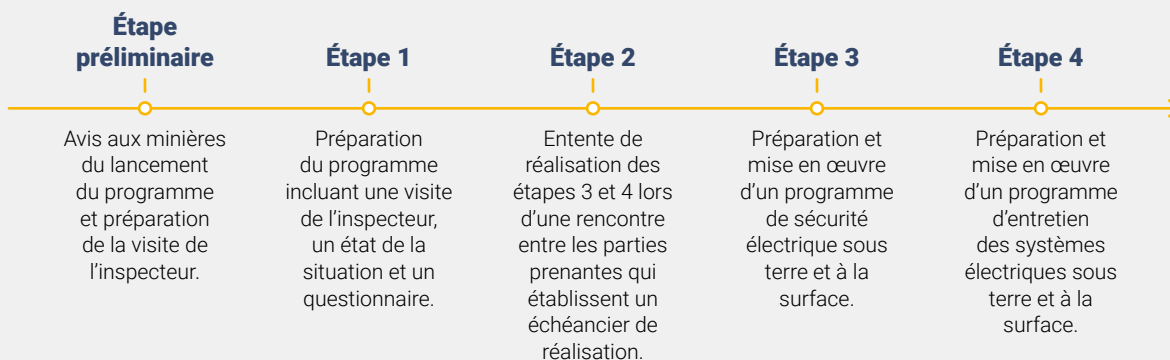 Étape
préliminaire
Avis aux minières
du lancement
du programme
et préparation
de la visite de
l’inspecteur.
Étape 1
Préparation
du programme
incluant une visite
de l’inspecteur,
un état de la
situation et un
questionnaire.
Étape 2
Entente de
réalisation des
étapes 3 et 4 lors
d’une rencontre
entre les parties
prenantes qui
établissent un
échéancier de
réalisation.
Étape 3
Préparation et
mise en œuvre
d’un programme
de sécurité
électrique sous
terre et à la
surface.
Étape 4
Préparation et
mise en œuvre
d’un programme
d’entretien
des systèmes
électriques sous
terre et à la
surface.